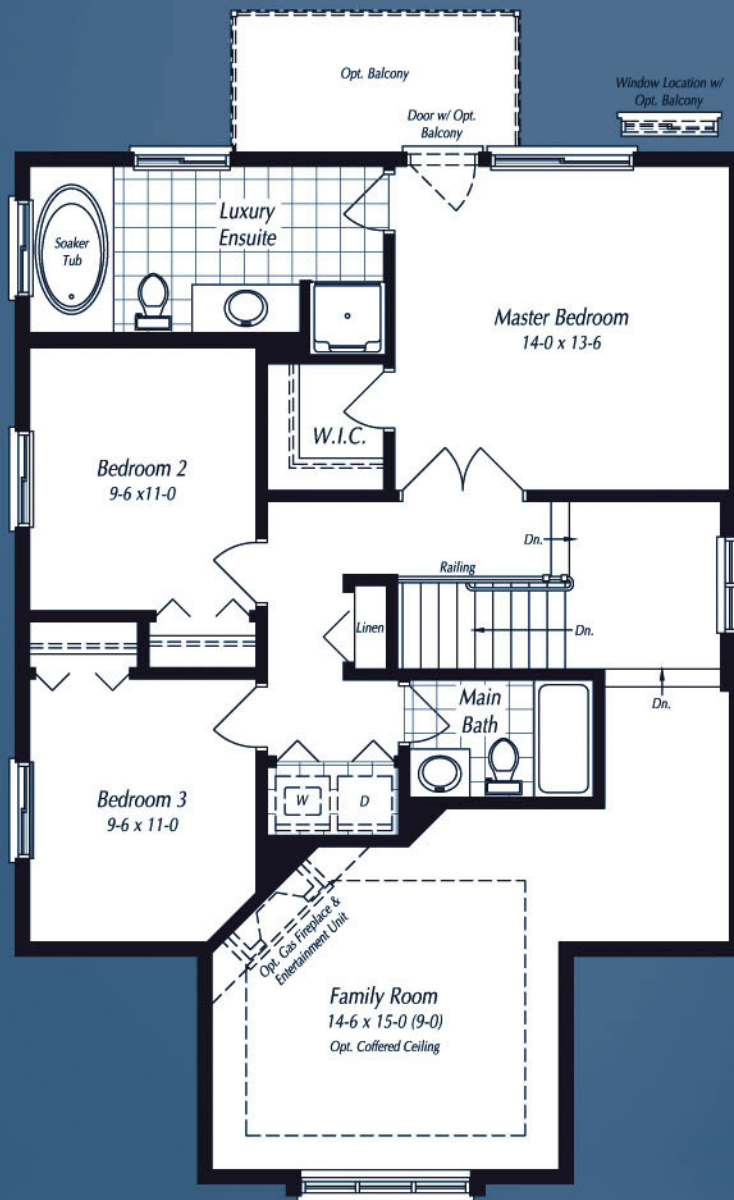 Opt. Balcony
Window Location w/
Opt. Balcony
Door w/ Opt.
Balcony
Luxury
Ensuite
Soaker
Tub
Master Bedroom
14-0 x 13-6
W.I.C.
Bedroom 2
9-6 x11-0
Dn.
Railing
Linen
Dn.
Main
Bath
Dn.
W
D
Bedroom 3
9-6 x 11-0
Opt. Gas Fireplace &
Entertainment Unit
Family Room
14-6 x 15-0 (9-0)
Opt. Coffered Ceiling